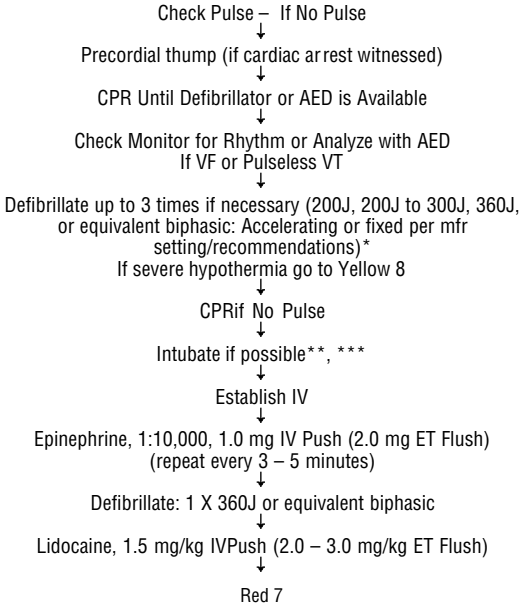 Check Pulse – If No Pulse
Precordial thump (if cardiac arrest witnessed)
CPR Until Defibrillator or AED is Available
Check Monitor for Rhythm or Analyze with AED
If VF or Pulseless VT
Defibrillate up to 3 times if necessary (200J, 200J to 300J, 360J,
or equivalent biphasic: Accelerating or fixed per mfr
setting/recommendations)*
If severe hypothermia go to Yellow 8
CPRif No Pulse
Intubate if possible**, ***
Establish IV
Epinephrine, 1:10,000, 1.0 mg IV Push (2.0 mg ET Flush)
(repeat every 3 – 5 minutes)
Defibrillate: 1 X 360J or equivalent biphasic
Lidocaine, 1.5 mg/kg IVPush (2.0 – 3.0 mg/kg ET Flush)
Red 7